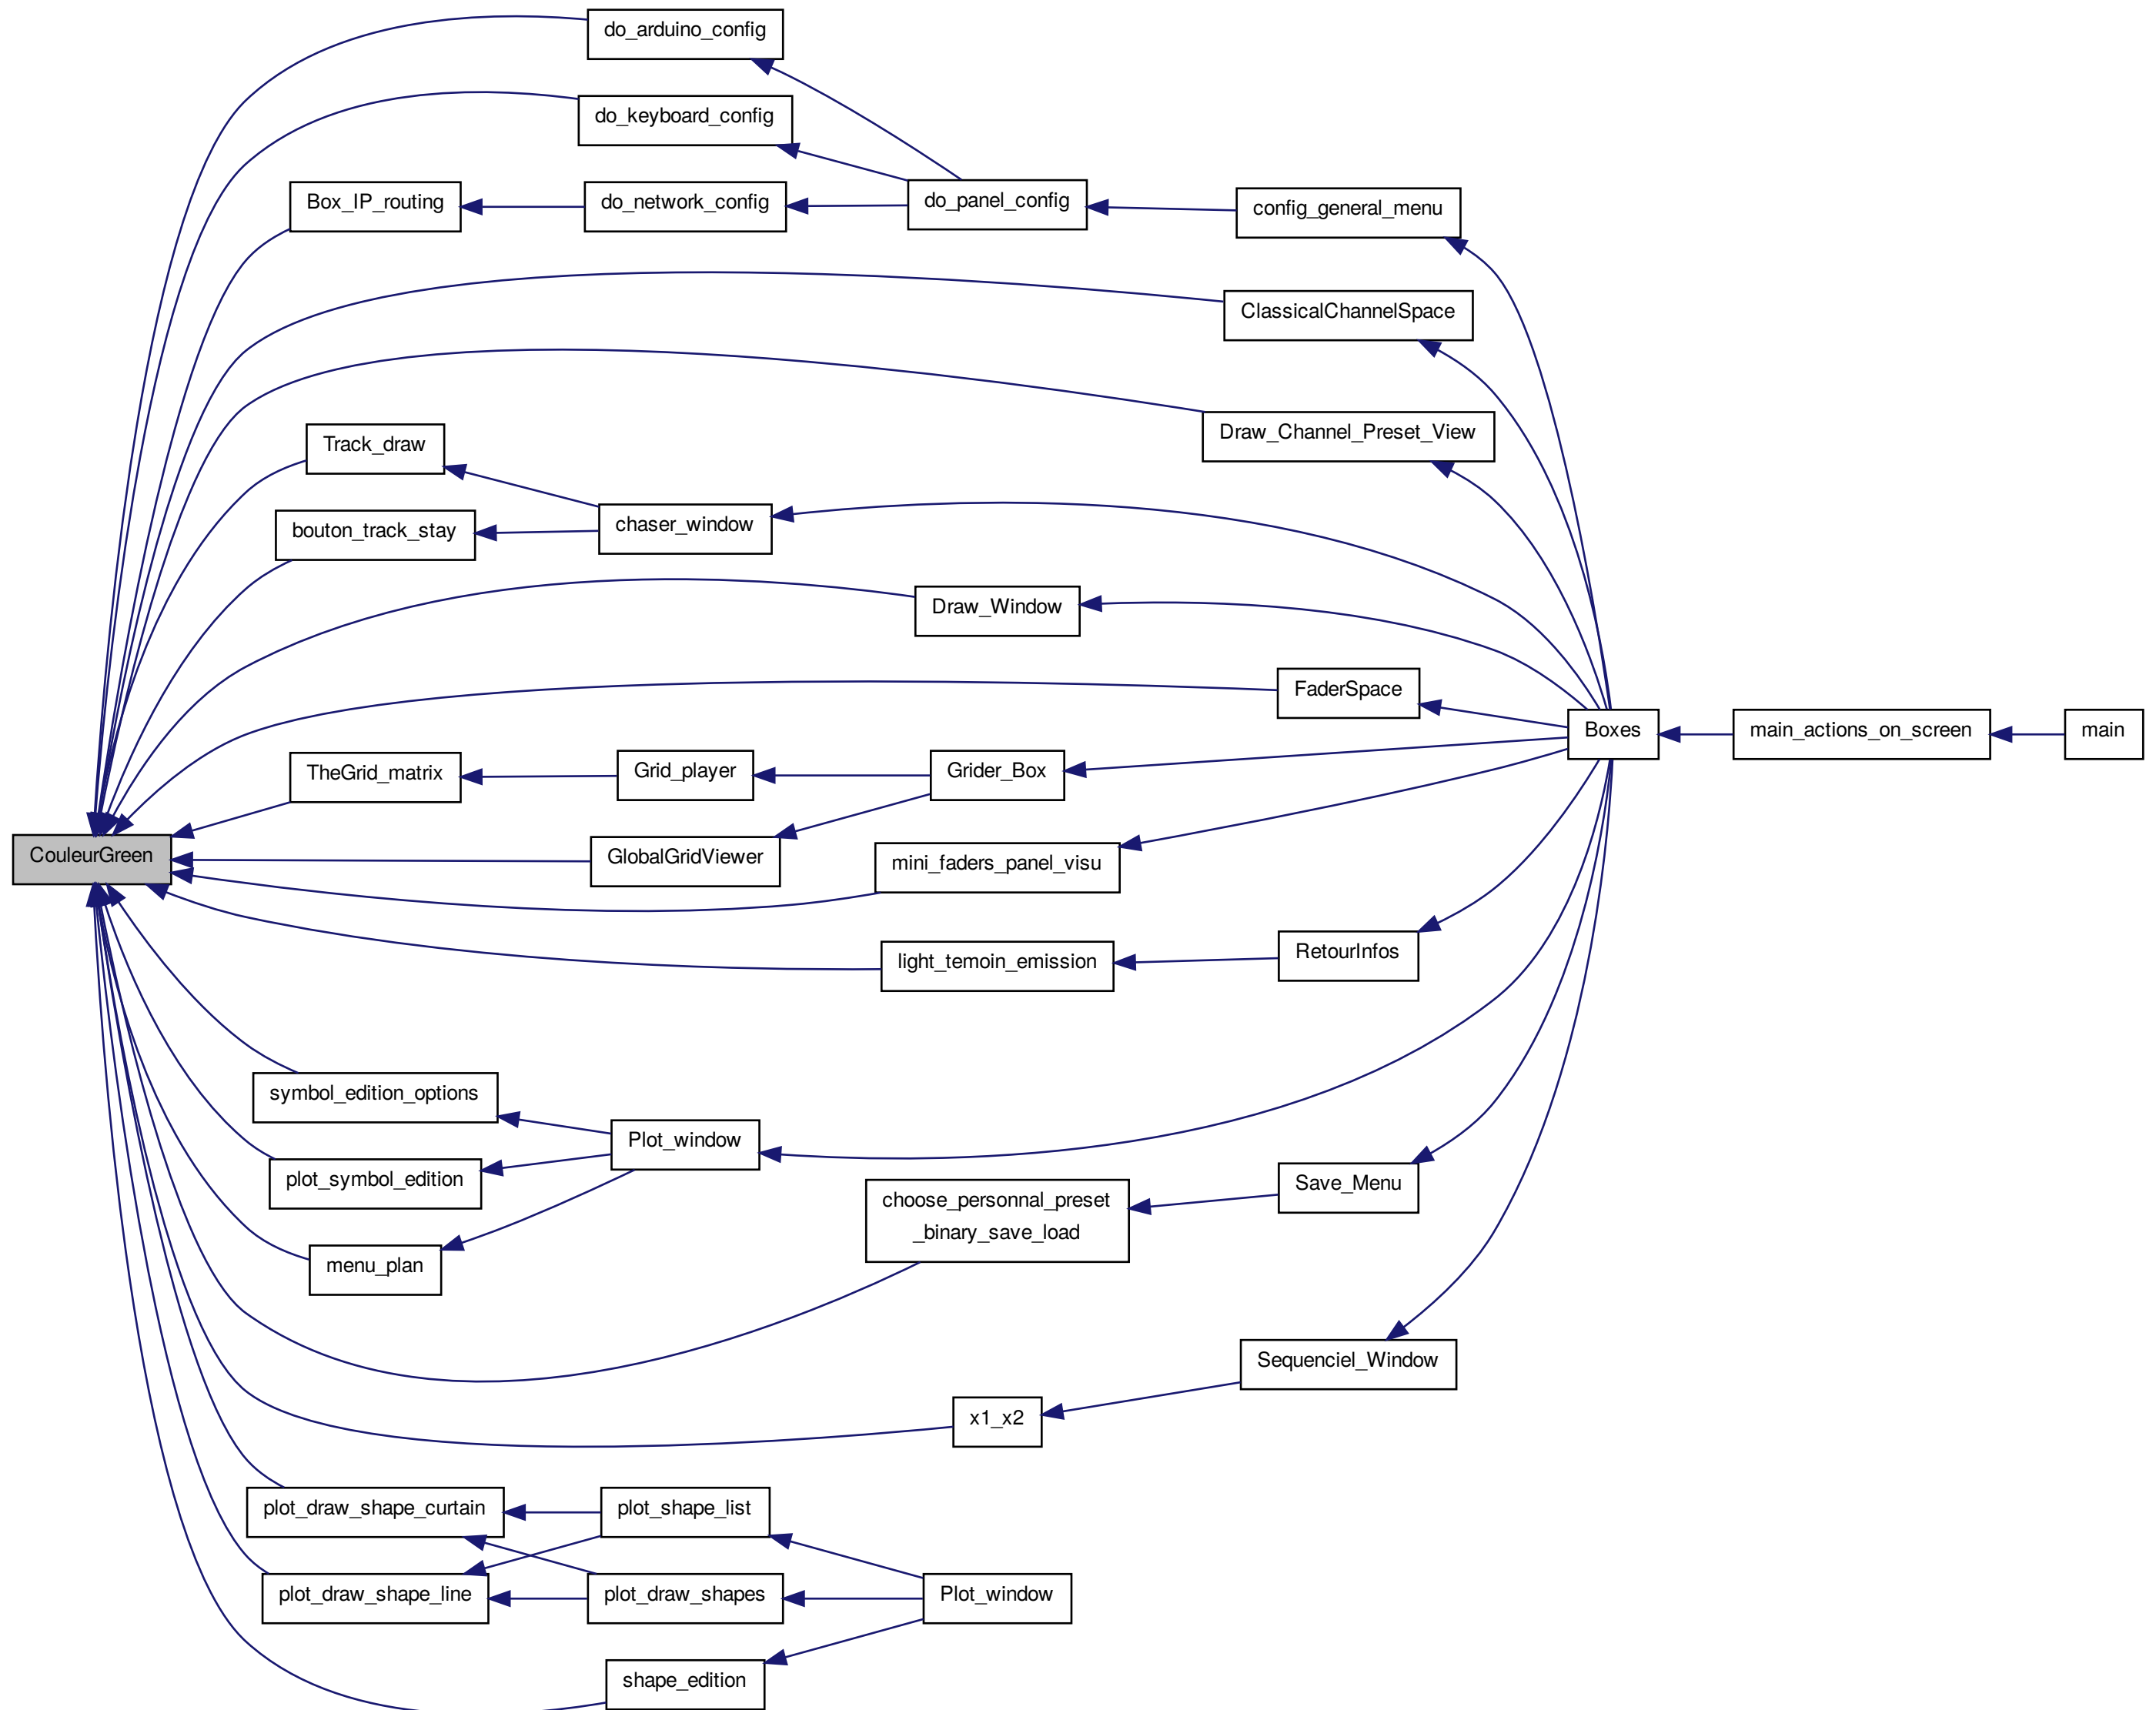 do_arduino_config
do_keyboard_config
Box_IP_routing
do_network_config
do_panel_config
config_general_menu
ClassicalChannelSpace
Draw_Channel_Preset_View
Track_draw
bouton_track_stay
chaser_window
Draw_Window
FaderSpace
Boxes
main_actions_on_screen
main
TheGrid_matrix
Grid_player
Grider_Box
CouleurGreen
GlobalGridViewer
mini_faders_panel_visu
light_temoin_emission
RetourInfos
symbol_edition_options
Plot_window
plot_symbol_edition
choose_personnal_preset
_binary_save_load
Save_Menu
menu_plan
Sequenciel_Window
x1_x2
plot_draw_shape_curtain
plot_shape_list
plot_draw_shape_line
plot_draw_shapes
Plot_window
shape_edition